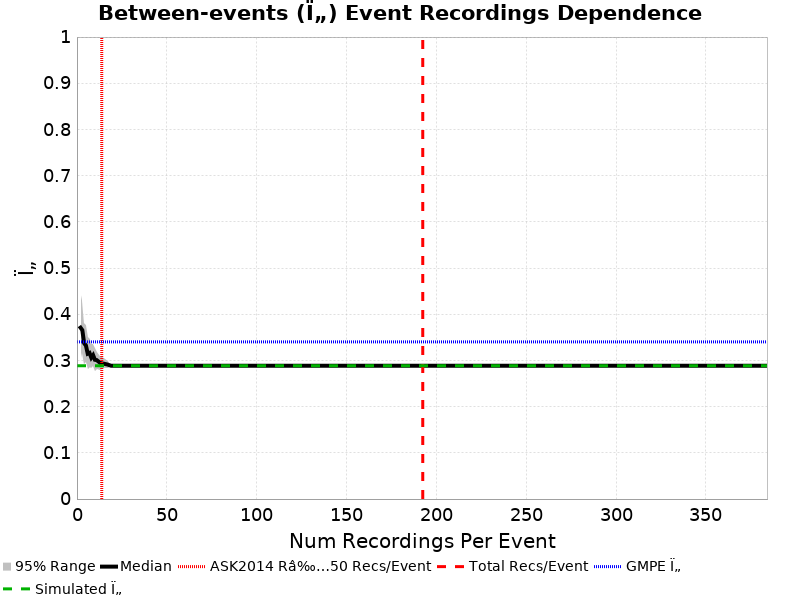 Between-events (Ï„) Event Recordings Dependence
1
0.9
0.8
0.7
0.6
0.5
0.4
0.3
0.2
0.1
0
Ï„
0 50 100 150 200 250 300 350
Num Recordings Per Event
95% Range Median ASK2014 Râ‰…50 Recs/Event Total Recs/Event GMPE Ï„
Simulated Ï„